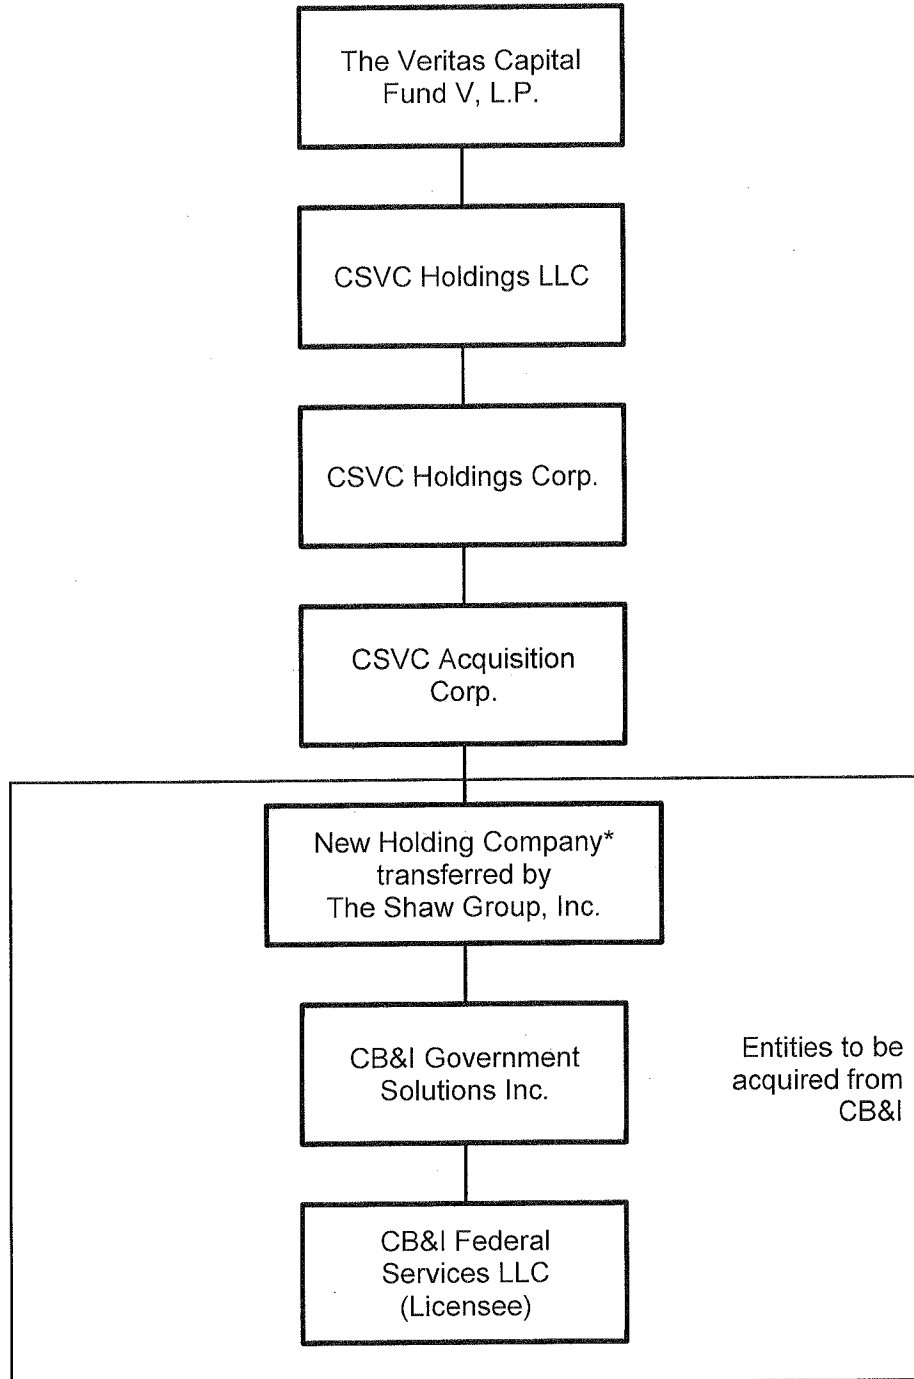 The Veritas Capital
Fund V, L.P.
CSVC Holdings LLC
CSVC Holdings Corp.
CSVC Acquisition
Corp.
New Holding Company*
transferred by
The Shaw Group, Inc.
CB&I Government
Solutions Inc.
Entities to be
acquired from
CB&I
CB&I Federal
Services LLC
(Licensee)